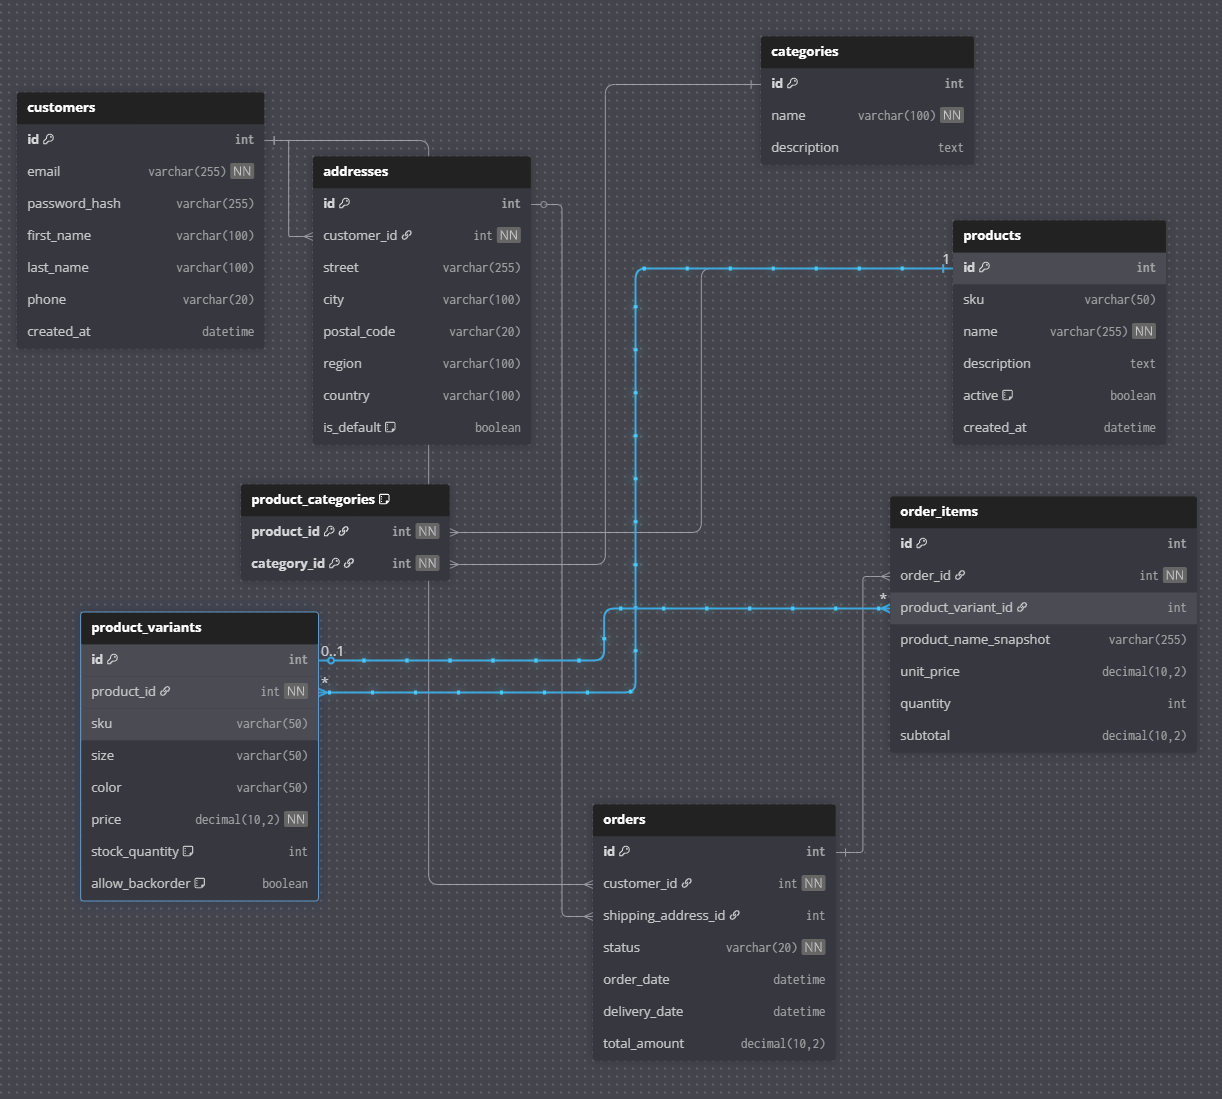 categories
id int
name varchar(100) NN
description text
customers
id int
email varchar(255) NN
password_hash varchar(255)
first_name varchar(100)
last_name varchar(100)
phone varchar(20)
created_at datetime
addresses
id int
customer_id int NN
street varchar(255)
city varchar(100)
postal_code varchar(20)
region varchar(100)
country varchar(100)
is_default boolean
products
1
id int
sku varchar(50)
name varchar(255) NN
description text
active boolean
created_at datetime
product_categories
product_id int NN
category_id int NN
order_items
id int
order_id int NN
*
product_variant_id int
product_name_snapshot varchar(255)
unit_price decimal(10,2)
quantity int
subtotal decimal(10,2)
product_variants
0..1
id int
*
product_id int NN
sku varchar(50)
size varchar(50)
color varchar(50)
price decimal(10,2) NN
stock_quantity int
allow_backorder boolean
orders
id int
customer_id int NN
shipping_address_id int
status varchar(20) NN
order_date datetime
delivery_date datetime
total_amount decimal(10,2)